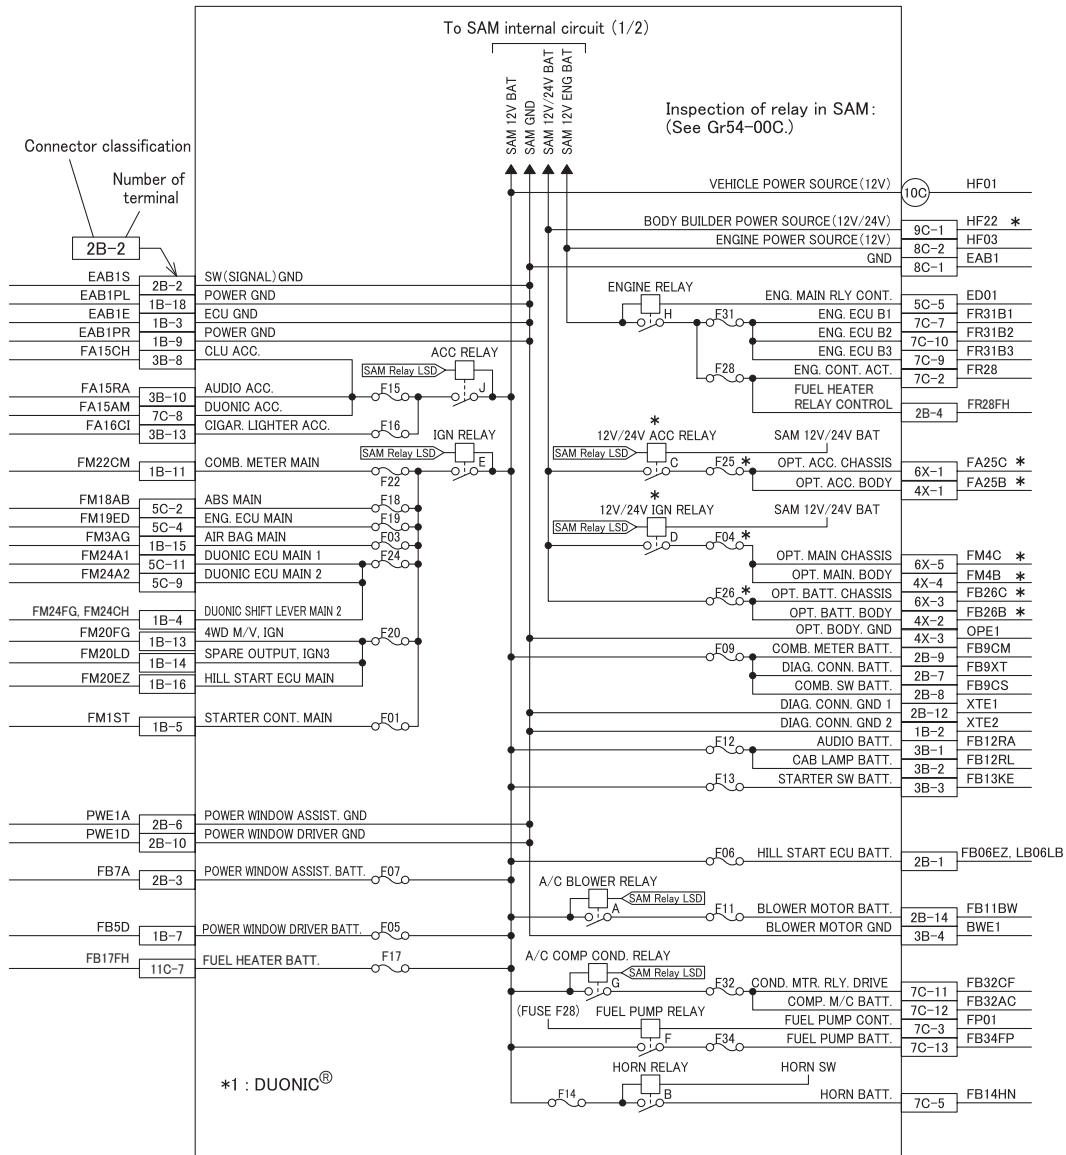 To SAM internal circuit (1/2)
SAM 12V BAT
SAM GND
SAM 12V/24V BAT
SAM 12V ENG BAT
Inspection of relay in SAM:
(See Gr54-00C.)
Connector classification
Number of
terminal
2B-2
VEHICLE POWER SOURCE(12V) 10C HF01
BODY BUILDER POWER SOURCE(12V/24V) 9C-1 HF22 *
ENGINE POWER SOURCE(12V) 8C-2 HF03
GND 8C-1 EAB1
EAB1S 2B-2 SW(SIGNAL)GND
EAB1PL 1B-18 POWER GND
EAB1E 1B-3 ECU GND
EAB1PR 1B-9 POWER GND
FA15CH 3B-8 CLU ACC.
ACC RELAY
SAM Relay LSD
J
FA15RA 3B-10 AUDIO ACC. F15
FA15AM 7C-8 DUONIC ACC.
FA16CI 3B-13 CIGAR. LIGHTER ACC. F16
IGN RELAY
SAM Relay LSD
E
FM22CM 1B-11 COMB. METER MAIN
F22
FM18AB 5C-2 ABS MAIN F18
FM19ED 5C-4 ENG. ECU MAIN F19
FM3AG 1B-15 AIR BAG MAIN F03
FM24A1 5C-11 DUONIC ECU MAIN 1 F24
FM24A2 5C-9 DUONIC ECU MAIN 2
FM24FG, FM24CH 1B-4 DUONIC SHIFT LEVER MAIN 2
FM20FG 1B-13 4WD M/V, IGN F20
FM20LD 1B-14 SPARE OUTPUT, IGN3
FM20EZ 1B-16 HILL START ECU MAIN
FM1ST 1B-5 STARTER CONT. MAIN F01
PWE1A 2B-6 POWER WINDOW ASSIST. GND
PWE1D 2B-10 POWER WINDOW DRIVER GND
FB7A 2B-3 POWER WINDOW ASSIST. BATT. F07
FB5D 1B-7 POWER WINDOW DRIVER BATT. F05
FB17FH 11C-7 FUEL HEATER BATT. F17
*1 : DUONIC®
ENGINE RELAY
H
ENG. MAIN RLY CONT. 5C-5 ED01
F31 ENG. ECU B1 7C-7 FR31B1
ENG. ECU B2 7C-10 FR31B2
ENG. ECU B3 7C-9 FR31B3
F28 ENG. CONT. ACT. 7C-2 FR28
FUEL HEATER
RELAY CONTROL 2B-4 FR28FH
*
12V/24V ACC RELAY SAM 12V/24V BAT
SAM Relay LSD
C F25 * OPT. ACC. CHASSIS 6X-1 FA25C *
OPT. ACC. BODY 4X-1 FA25B *
*
12V/24V IGN RELAY SAM 12V/24V BAT
SAM Relay LSD
D F04 *
OPT. MAIN CHASSIS 6X-5 FM4C *
OPT. MAIN. BODY 4X-4 FM4B *
F26 * OPT. BATT. CHASSIS 6X-3 FB26C *
OPT. BATT. BODY 4X-2 FB26B *
OPT. BODY. GND 4X-3 OPE1
F09 COMB. METER BATT. 2B-9 FB9CM
DIAG. CONN. BATT. 2B-7 FB9XT
COMB. SW BATT. 2B-8 FB9CS
DIAG. CONN. GND 1 2B-12 XTE1
DIAG. CONN. GND 2 1B-2 XTE2
F12 AUDIO BATT. 3B-1 FB12RA
CAB LAMP BATT. 3B-2 FB12RL
F13 STARTER SW BATT. 3B-3 FB13KE
F06 HILL START ECU BATT. 2B-1 FB06EZ, LB06LB
A/C BLOWER RELAY
SAM Relay LSD
A F11 BLOWER MOTOR BATT. 2B-14 FB11BW
BLOWER MOTOR GND 3B-4 BWE1
A/C COMP COND. RELAY
SAM Relay LSD
G F32 COND. MTR. RLY. DRIVE 7C-11 FB32CF
COMP. M/C BATT. 7C-12 FB32AC
(FUSE F28) FUEL PUMP RELAY FUEL PUMP CONT. 7C-3 FP01
F F34 FUEL PUMP BATT. 7C-13 FB34FP
HORN RELAY HORN SW
F14 B HORN BATT. 7C-5 FB14HN